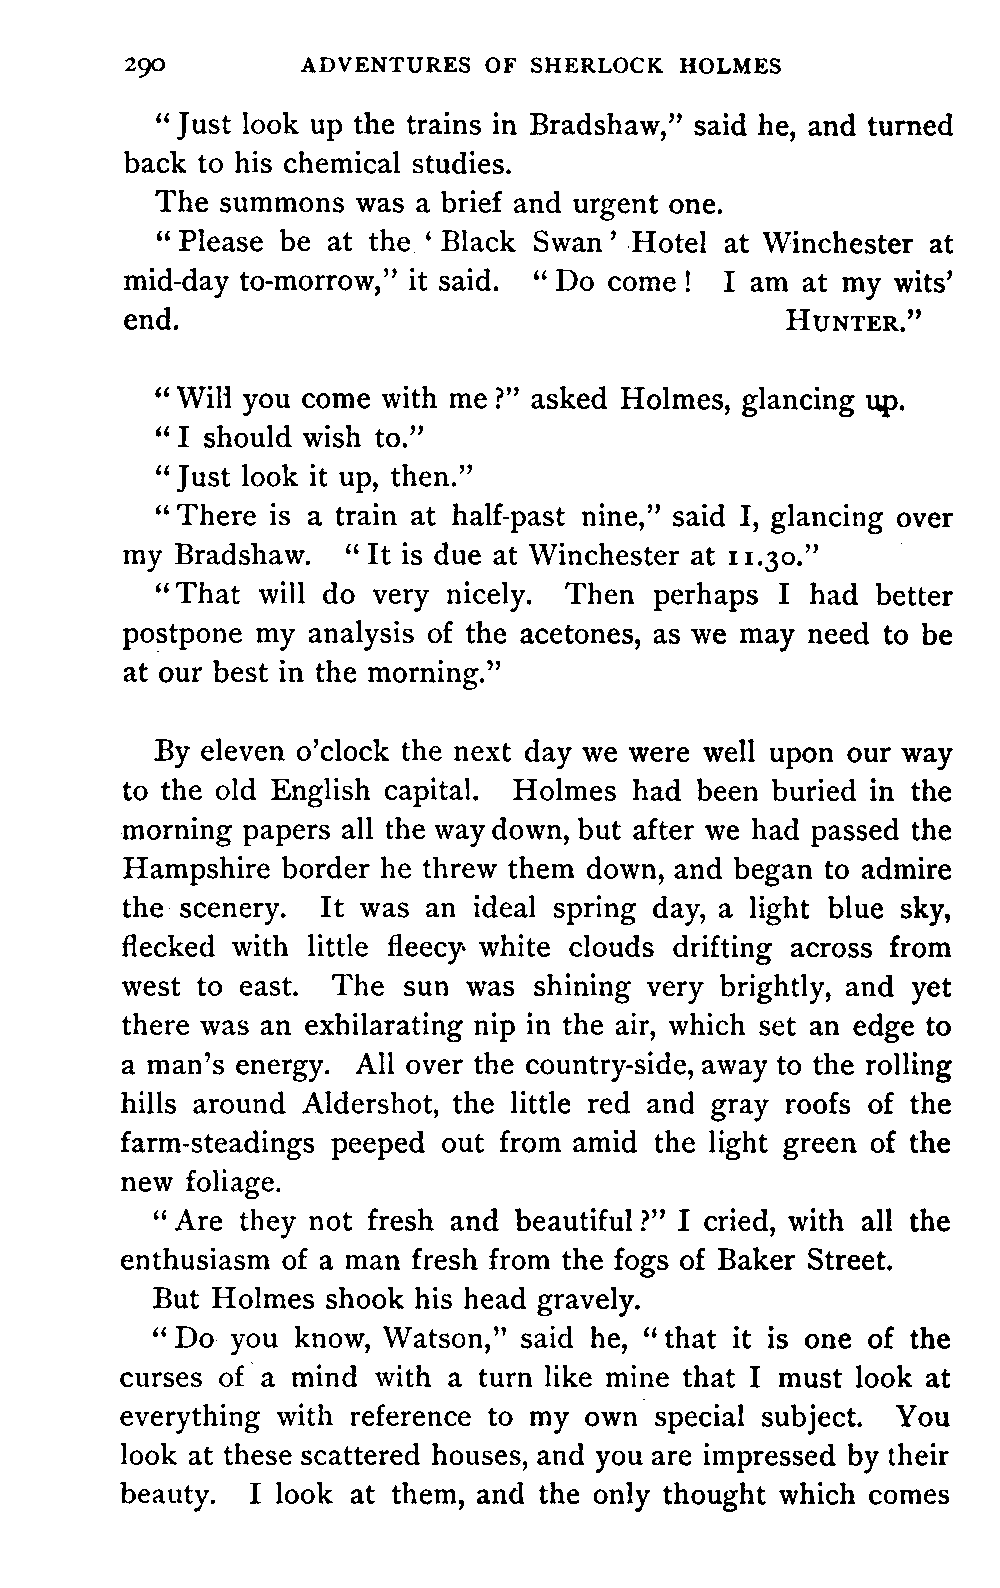 290 ADVENTURES OF SHERLOCK HOLMES
“Just look up the trains in Bradshaw,” said he, and turned
back to his chemical studies.
The summons was a brief and urgent one.
“Please be at the ‘Black Swan’ Hotel at Winchester at
mid-day to-morrow,” it said. “Do come! I am at my wits’
end. HUNTER.”
“Will you come with me?” asked Holmes, glancing up.
“I should wish to.”
“Just look it up, then.”
“There is a train at half-past nine,” said I, glancing over
my Bradshaw. “It is due at Winchester at 11.30.”
“That will do very nicely. Then perhaps I had better
postpone my analysis of the acetones, as we may need to be
at our best in the morning.”
By eleven o’clock the next day we were well upon our way
to the old English capital. Holmes had been buried in the
morning papers all the way down, but after we had passed the
Hampshire border he threw them down, and began to admire
the scenery. It was an ideal spring day, a light blue sky,
flecked with little fleecy white clouds drifting across from
west to east. The sun was shining very brightly, and yet
there was an exhilarating nip in the air, which set an edge to
a man’s energy. All over the country-side, away to the rolling
hills around Aldershot, the little red and gray roofs of the
farm-steadings peeped out from amid the light green of the
new foliage.
“Are they not fresh and beautiful?” I cried, with all the
enthusiasm of a man fresh from the fogs of Baker Street.
But Holmes shook his head gravely.
“Do you know, Watson,” said he, “that it is one of the
curses of a mind with a turn like mine that I must look at
everything with reference to my own special subject. You
look at these scattered houses, and you are impressed by their
beauty. I look at them, and the only thought which comes